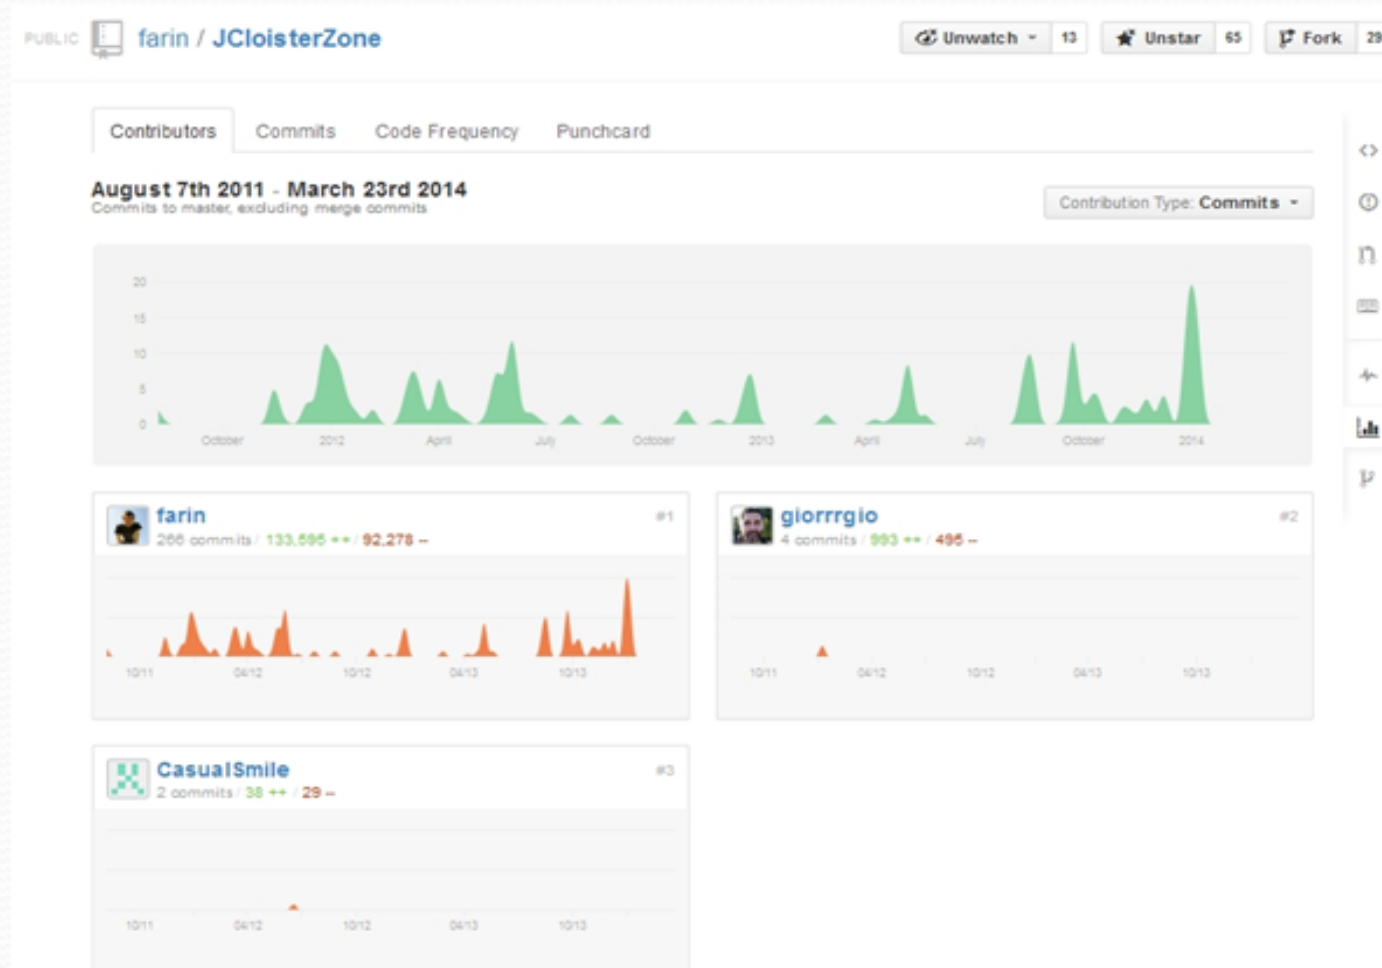 PUBLIC farin / JCloisterZone Unwatch 13 Unstar 65 Fork 29
Contributors Commits Code Frequency Punchcard
August 7th 2011 - March 23rd 2014
Commits to master, excluding merge commits
Contribution Type: Commits
20
15
10
5
0
October 2012 April July October 2013 April July October 2014
farin #1
266 commits / 133,595 ++ / 92,278 --
10/11 04/12 10/12 04/13 10/13
giorrrgio #2
4 commits / 993 ++ / 495 --
10/11 04/12 10/12 04/13 10/13
CasualSmile #3
2 commits / 38 ++ / 29 --
10/11 04/12 10/12 04/13 10/13